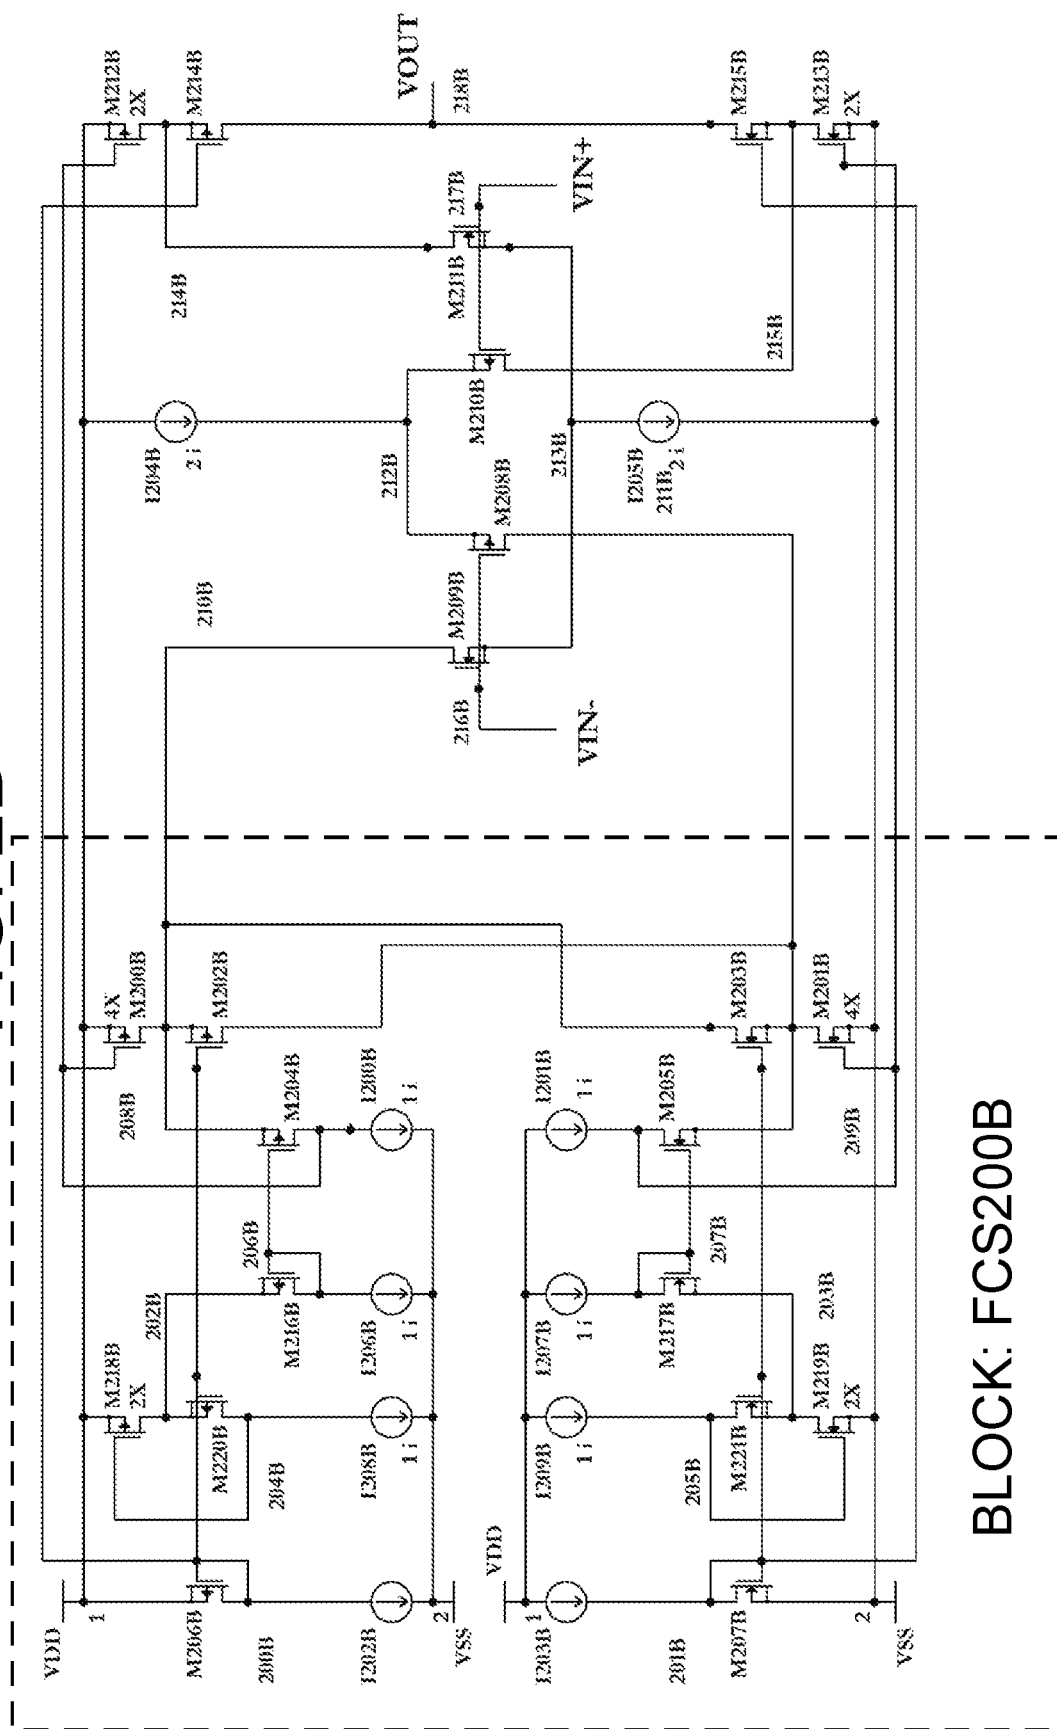 VDD
1
M206B
200B
I202B
2
VSS
VDD
1
I203B
201B
M207B
2
VSS
M218B
2X
202B
M220B
204B
I208B
1i
I209B
1i
205B
M221B
M219B
2X
203B
206B
M216B
I206B
1i
I207B
1i
M217B
207B
208B
4X
M200B
M202B
M204B
I200B
1i
I201B
1i
M205B
M203B
M201B
4X
209B
210B
216B
VIN-
M209B
M208B
212B
I204B
2i
213B
I205B
211B
2i
M210B
M211B
217B
VIN+
214B
215B
M212B
2X
M214B
VOUT
218B
M215B
M213B
2X
BLOCK: FCS200B